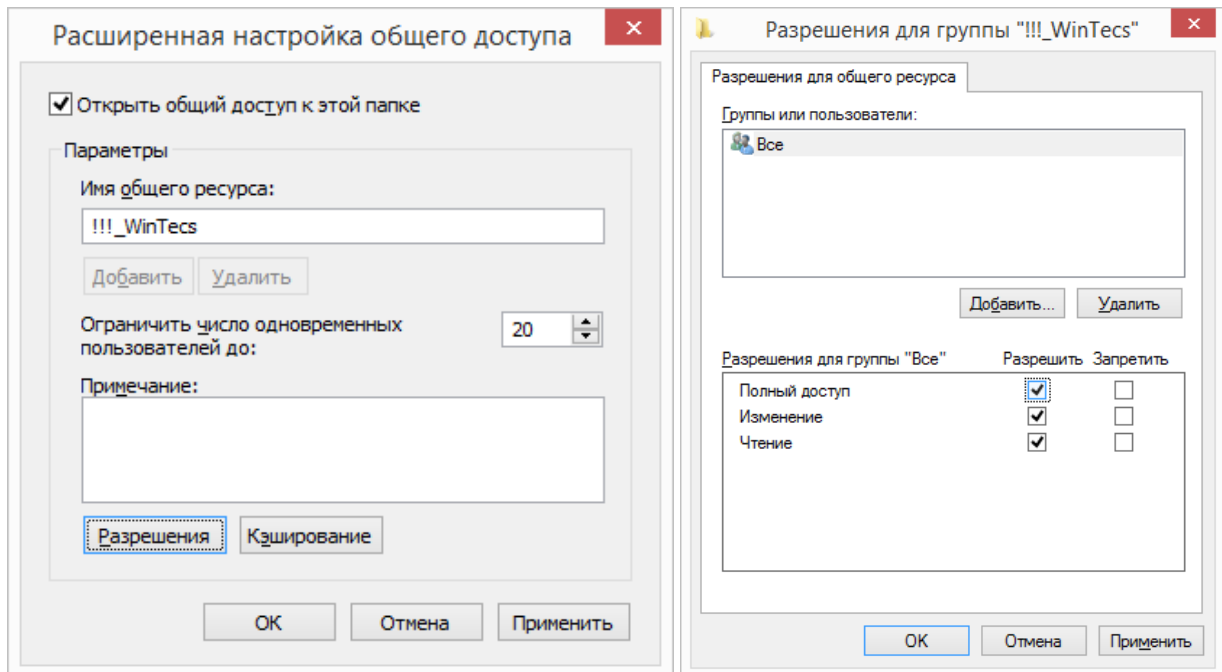 Расширенная настройка общего доступа
Открыть общий доступ к этой папке
Параметры
Имя общего ресурса:
!!!_WinTecs
Добавить Удалить
Ограничить число одновременных
пользователей до:
20
Примечание:
Разрешения Кэширование
ОК Отмена Применить
Разрешения для группы "!!!_WinTecs"
Разрешения для общего ресурса
Группы или пользователи:
Все
Добавить... Удалить
Разрешения для группы "Все" Разрешить Запретить
Полный доступ
Изменение
Чтение
ОК Отмена Применить